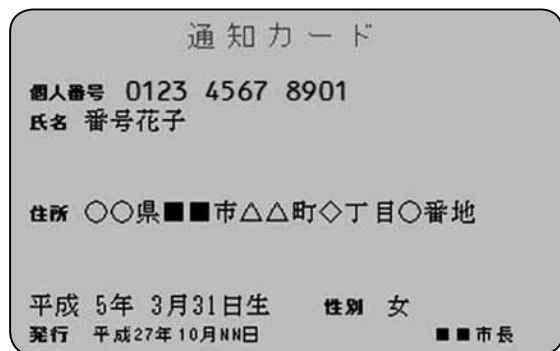 通知カード
個人番号 0123 4567 8901
氏名 番号花子
住所 ○○県■■市△△町◇丁目○番地
平成 5年 3月31日生 性別 女
発行 平成27年10月NN日 ■■市長